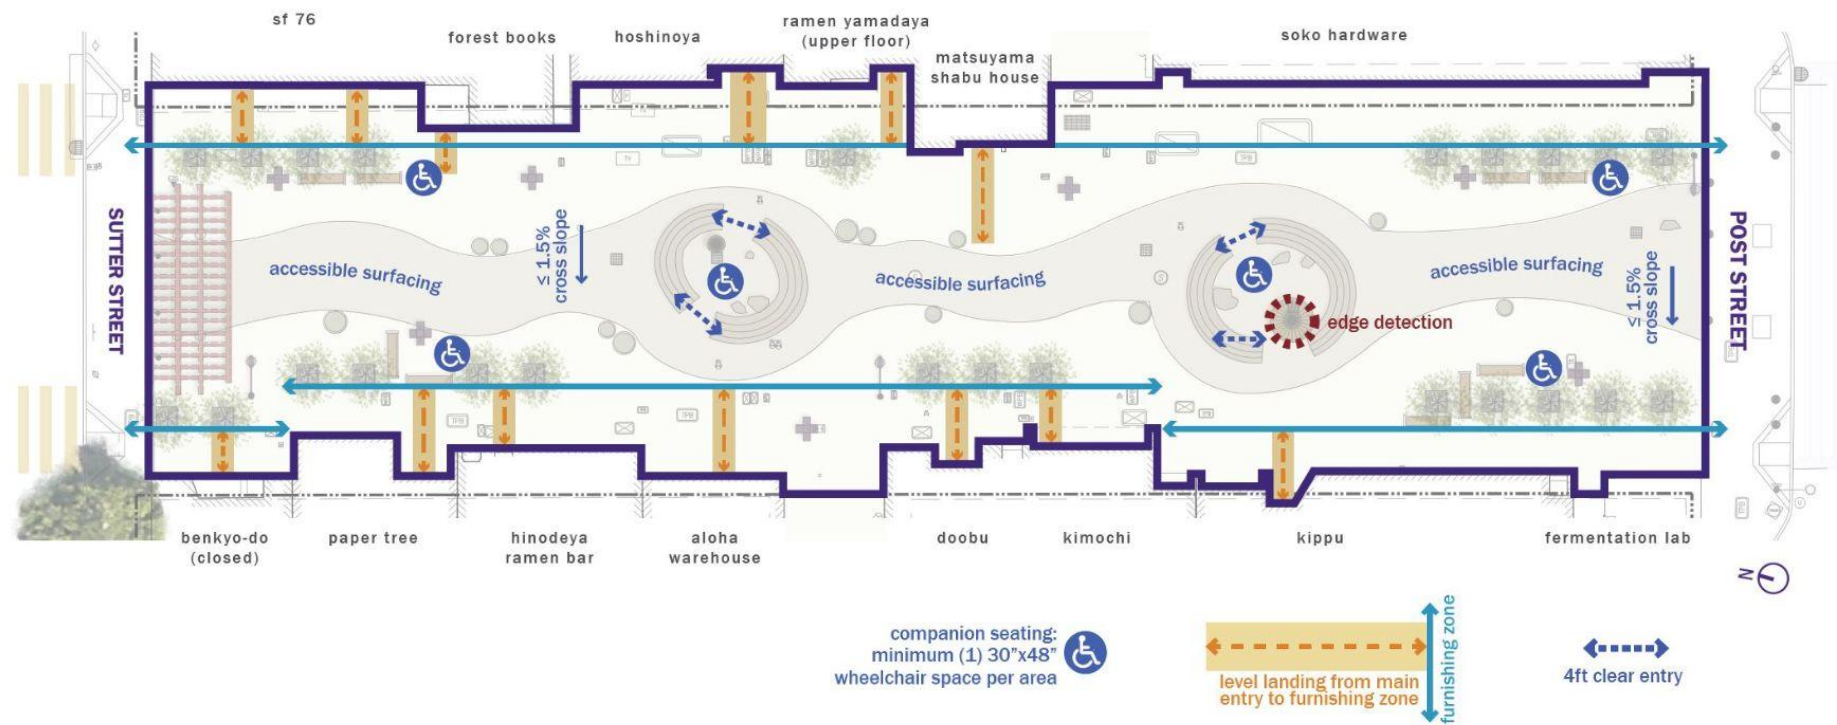 sf 76
forest books
hoshinoya
ramen yamadaya
(upper floor)
matsuyama
shabu house
soko hardware
SUTTER STREET
accessible surfacing
≤ 1.5%
cross slope
accessible surfacing
accessible surfacing
≤ 1.5%
cross slope
POST STREET
edge detection
benkyo-do
(closed)
paper tree
hinodeya
ramen bar
aloha
warehouse
doobu
kimochi
kippu
fermentation lab
N
companion seating:
minimum (1) 30”x48”
wheelchair space per area
level landing from main
entry to furnishing zone
furnishing zone
4ft clear entry